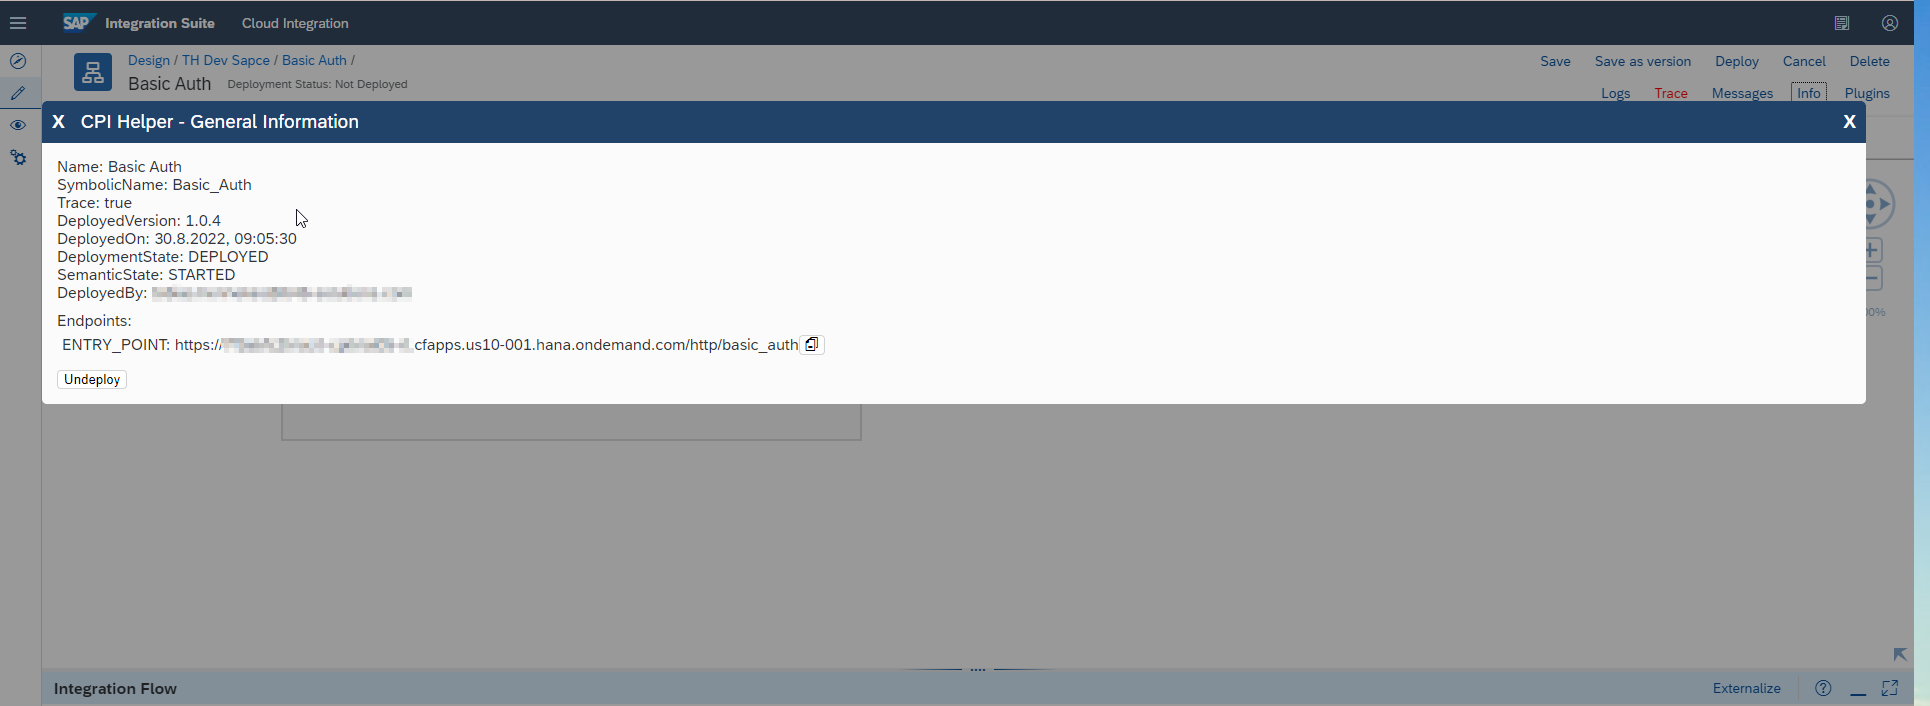 SAP Integration Suite Cloud Integration
Design / TH Dev Sapce / Basic Auth /
Save Save as version Deploy Cancel Delete
Basic Auth Deployment Status: Not Deployed
Logs Trace Messages Info Plugins
X CPI Helper - General Information X
Name: Basic Auth
SymbolicName: Basic_Auth
Trace: true
DeployedVersion: 1.0.4
DeployedOn: 30.8.2022, 09:05:30
DeploymentState: DEPLOYED
SemanticState: STARTED
DeployedBy:
Endpoints:
ENTRY_POINT: https:// .cfapps.us10-001.hana.ondemand.com/http/basic_auth
Undeploy
Integration Flow Externalize